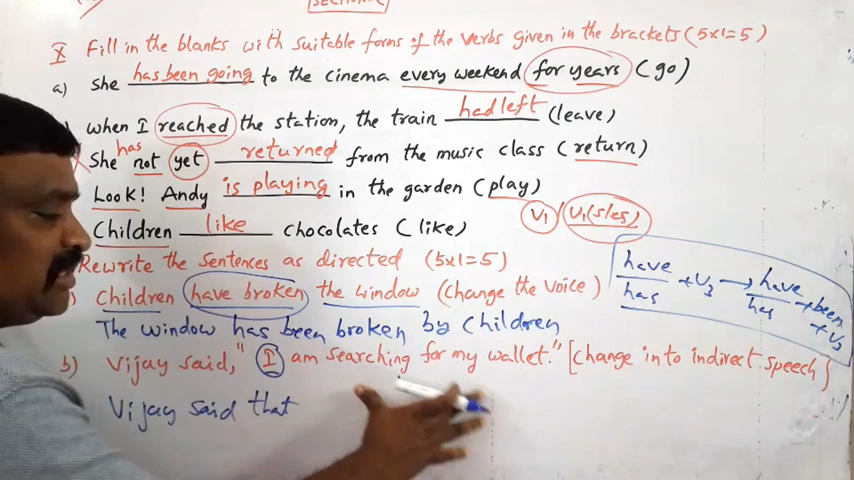 SECTION
X Fill in the blanks with suitable forms of the verbs given in the brackets (5x1=5)
a) She has been going to the cinema every weekend for years (go)
) when I reached the station, the train had left (leave)
She has not yet returned from the music class (return)
Look! Andy is playing in the garden (play)
V1 / V1(s/es)
Children like chocolates (like)
Rewrite the sentences as directed (5x1=5)
) Children have broken the window (change the voice)
have
has + V3 → have
has + been + V3
The window has been broken by Children
b) Vijay said, "I am searching for my wallet." [change in to indirect speech]
Vijay said that